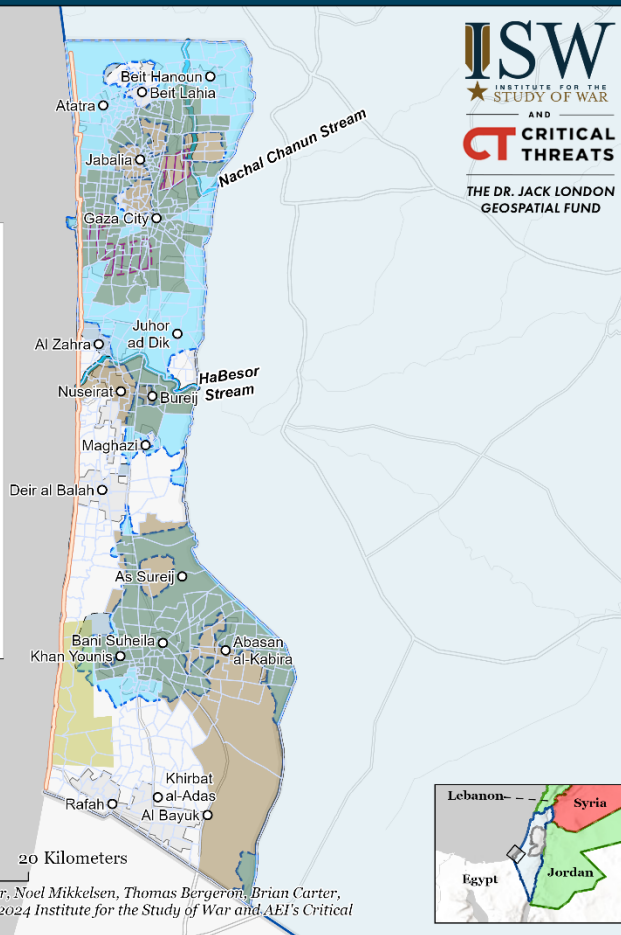 ISW
INSTITUTE FOR THE
STUDY OF WAR
AND
CT CRITICAL
THREATS
THE DR. JACK LONDON
GEOSPATIAL FUND
Beit Hanoun
Beit Lahia
Atatra
Nachal Chanun Stream
Jabalia
Gaza City
Juhor
ad Dik
Al Zahra
HaBesor
Stream
Nuseirat
Bureij
Maghazi
Deir al Balah
As Sureij
Bani Suheila
Abasan
al-Kabira
Khan Younis
Khirbat
al-Adas
Rafah
Al Bayuk
Lebanon
Syria
Egypt
Jordan
20 Kilometers
r, Noel Mikkelsen, Thomas Bergeron, Brian Carter,
2024 Institute for the Study of War and AEI's Critical